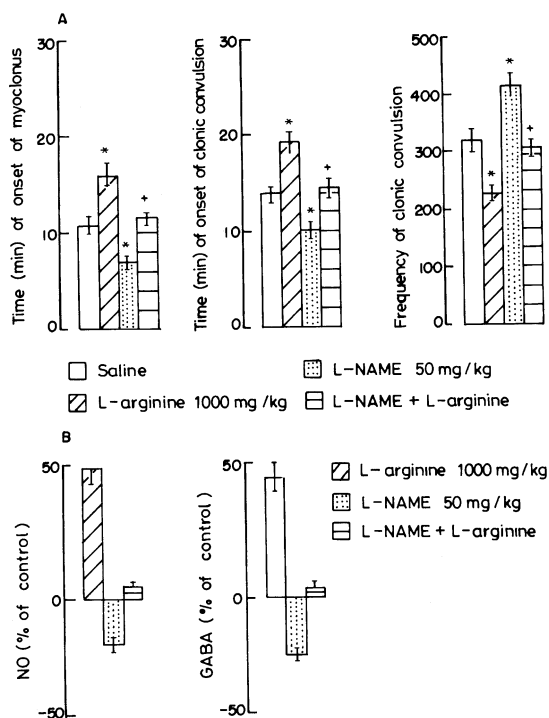 A
Time (min) of onset of myoclonus
30
20
10
0
*
*
+
Time (min) of onset of clonic convulsion
30
20
10
0
*
*
+
Frequency of clonic convulsion
500
400
300
200
100
0
*
*
+
Saline
L-NAME 50 mg/kg
L-arginine 1000 mg/kg
L-NAME + L-arginine
B
NO (% of control)
50
0
-50
GABA (% of control)
50
0
-50
L-arginine 1000 mg/kg
L-NAME 50 mg/kg
L-NAME + L-arginine